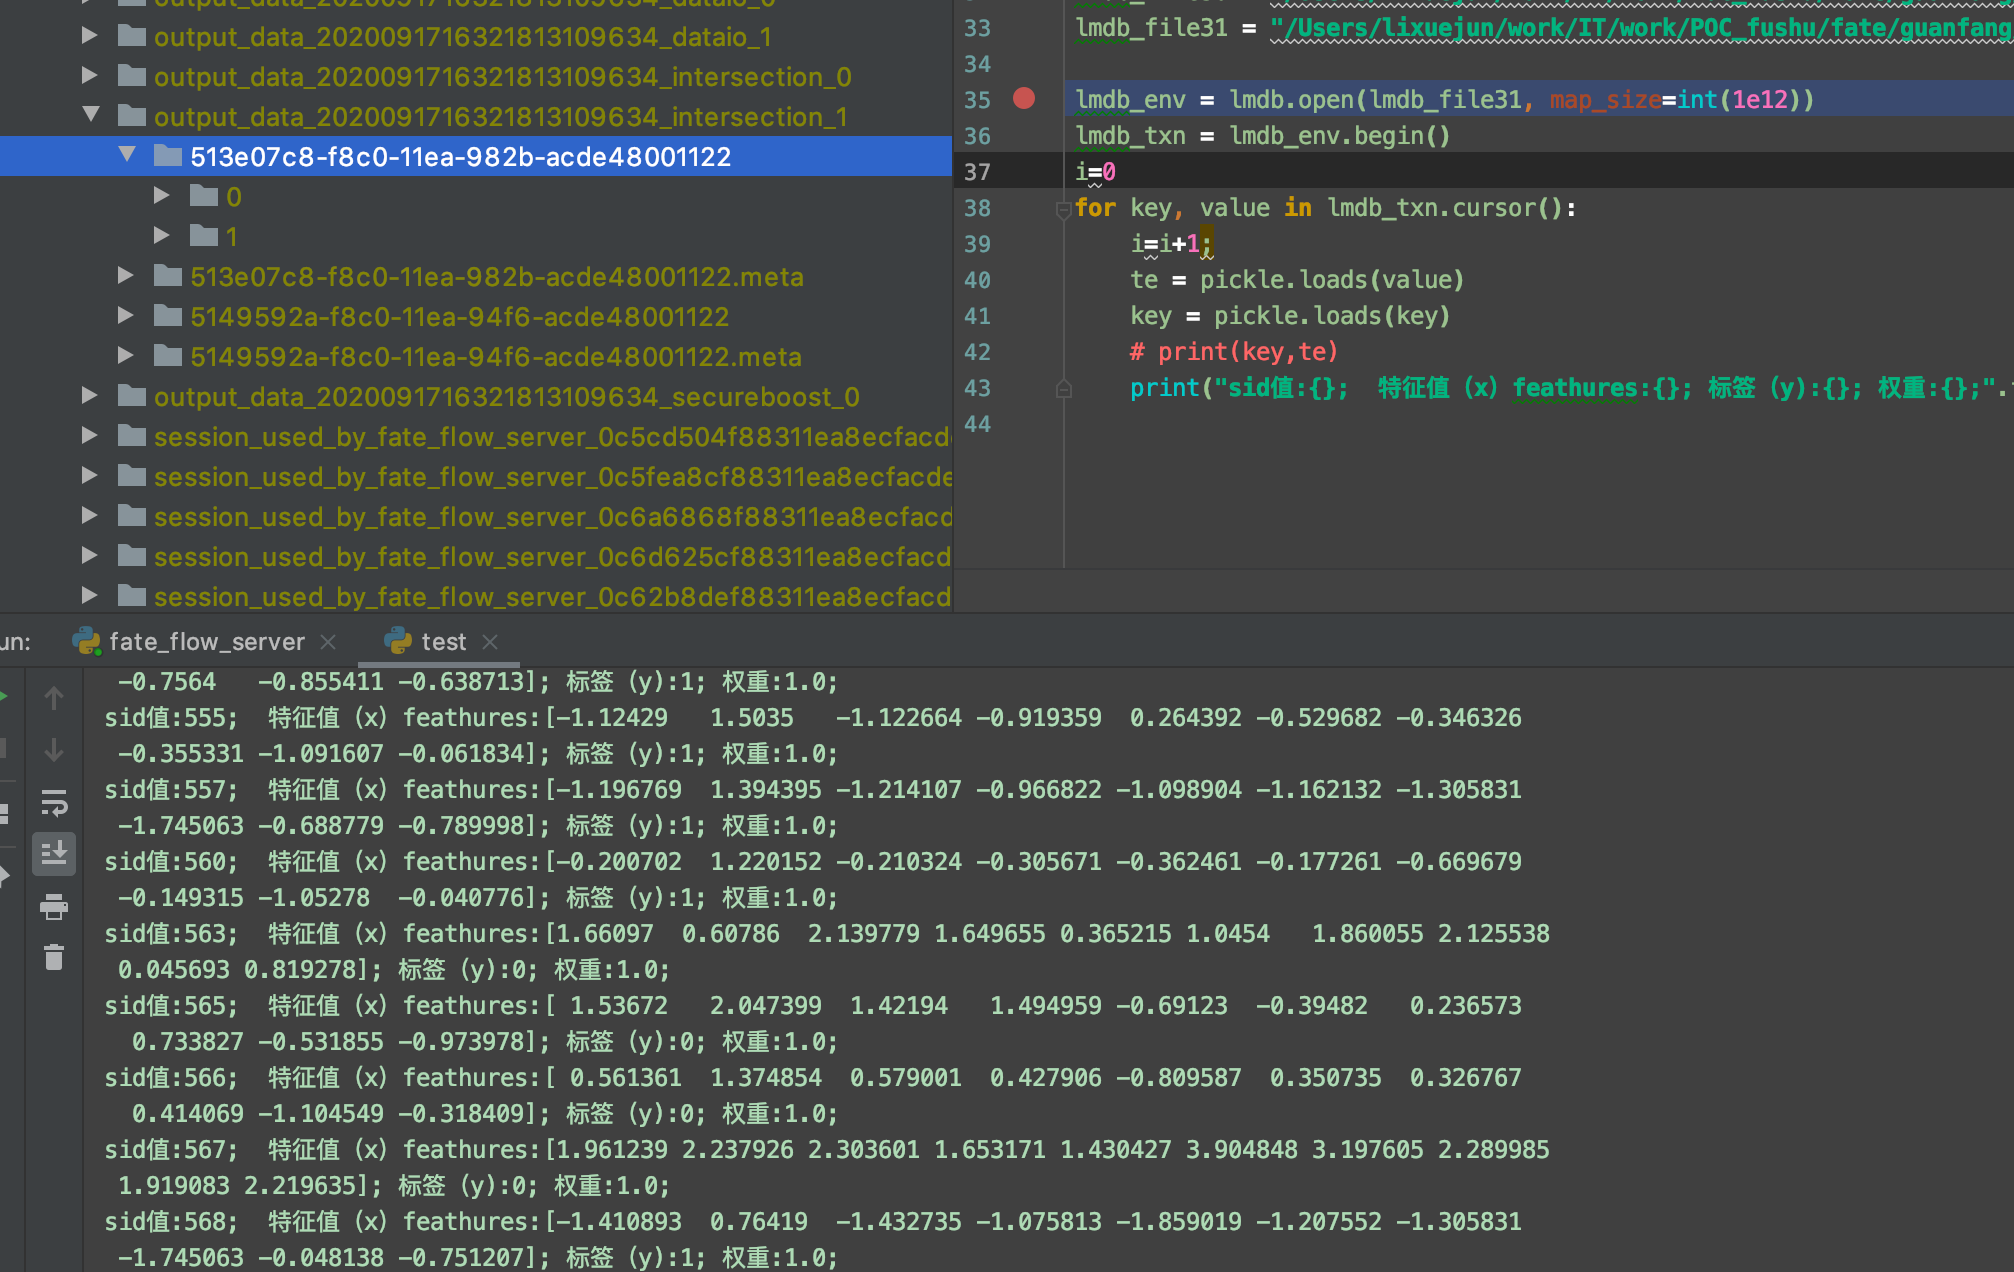 output_data_2020091716321813109634_dataio_0
output_data_2020091716321813109634_dataio_1
output_data_2020091716321813109634_intersection_0
output_data_2020091716321813109634_intersection_1
513e07c8-f8c0-11ea-982b-acde48001122
0
1
513e07c8-f8c0-11ea-982b-acde48001122.meta
5149592a-f8c0-11ea-94f6-acde48001122
5149592a-f8c0-11ea-94f6-acde48001122.meta
output_data_2020091716321813109634_secureboost_0
session_used_by_fate_flow_server_0c5cd504f88311ea8ecfacd
session_used_by_fate_flow_server_0c5fea8cf88311ea8ecfacde
session_used_by_fate_flow_server_0c6a6868f88311ea8ecfacd
session_used_by_fate_flow_server_0c6d625cf88311ea8ecfacd
session_used_by_fate_flow_server_0c62b8def88311ea8ecfacd
33 lmdb_file31 = "/Users/lixuejun/work/IT/work/POC_fushu/fate/guanfang
34
35 lmdb_env = lmdb.open(lmdb_file31, map_size=int(1e12))
36 lmdb_txn = lmdb_env.begin()
37 i=0
38 for key, value in lmdb_txn.cursor():
39 i=i+1;
40 te = pickle.loads(value)
41 key = pickle.loads(key)
42 # print(key,te)
43 print("sid值:{};  特征值（x）feathures:{}; 标签（y):{}; 权重:{};".
44
un: fate_flow_server test
-0.7564   -0.855411 -0.638713]; 标签（y):1; 权重:1.0;
sid值:555;  特征值（x）feathures:[-1.12429   1.5035   -1.122664 -0.919359  0.264392 -0.529682 -0.346326
-0.355331 -1.091607 -0.061834]; 标签（y):1; 权重:1.0;
sid值:557;  特征值（x）feathures:[-1.196769  1.394395 -1.214107 -0.966822 -1.098904 -1.162132 -1.305831
-1.745063 -0.688779 -0.789998]; 标签（y):1; 权重:1.0;
sid值:560;  特征值（x）feathures:[-0.200702  1.220152 -0.210324 -0.305671 -0.362461 -0.177261 -0.669679
-0.149315 -1.05278  -0.040776]; 标签（y):1; 权重:1.0;
sid值:563;  特征值（x）feathures:[1.66097  0.60786  2.139779 1.649655 0.365215 1.0454   1.860055 2.125538
0.045693 0.819278]; 标签（y):0; 权重:1.0;
sid值:565;  特征值（x）feathures:[ 1.53672   2.047399  1.42194   1.494959 -0.69123  -0.39482   0.236573
0.733827 -0.531855 -0.973978]; 标签（y):0; 权重:1.0;
sid值:566;  特征值（x）feathures:[ 0.561361  1.374854  0.579001  0.427906 -0.809587  0.350735  0.326767
0.414069 -1.104549 -0.318409]; 标签（y):0; 权重:1.0;
sid值:567;  特征值（x）feathures:[1.961239 2.237926 2.303601 1.653171 1.430427 3.904848 3.197605 2.289985
1.919083 2.219635]; 标签（y):0; 权重:1.0;
sid值:568;  特征值（x）feathures:[-1.410893  0.76419  -1.432735 -1.075813 -1.859019 -1.207552 -1.305831
-1.745063 -0.048138 -0.751207]; 标签（y):1; 权重:1.0;